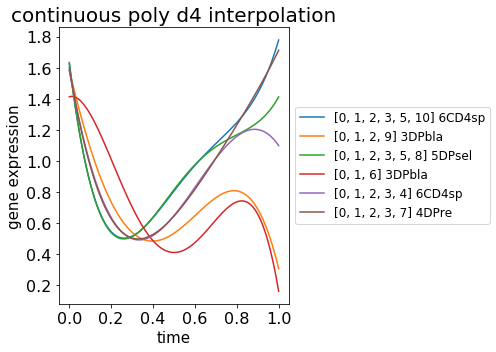 continuous poly d4 interpolation
gene expression
1.8
1.6
1.4
1.2
1.0
0.8
0.6
0.4
0.2
0.0 0.2 0.4 0.6 0.8 1.0
time
[0, 1, 2, 3, 5, 10] 6CD4sp
[0, 1, 2, 9] 3DPbla
[0, 1, 2, 3, 5, 8] 5DPsel
[0, 1, 6] 3DPbla
[0, 1, 2, 3, 4] 6CD4sp
[0, 1, 2, 3, 7] 4DPre